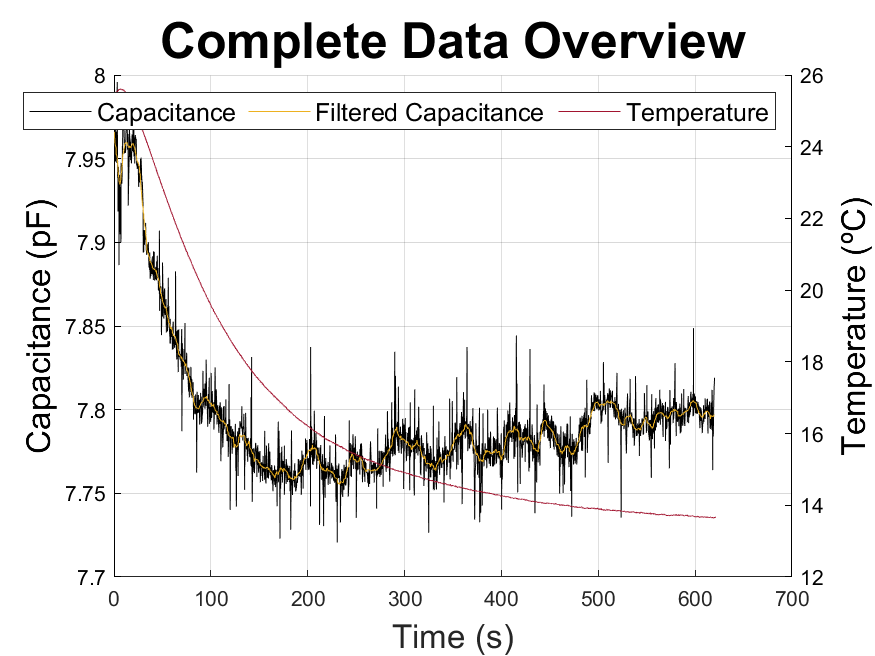 Complete Data Overview
Capacitance Filtered Capacitance Temperature
8
7.95
7.9
7.85
7.8
7.75
7.7
Capacitance (pF)
26
24
22
20
18
16
14
12
Temperature (ºC)
0 100 200 300 400 500 600 700
Time (s)